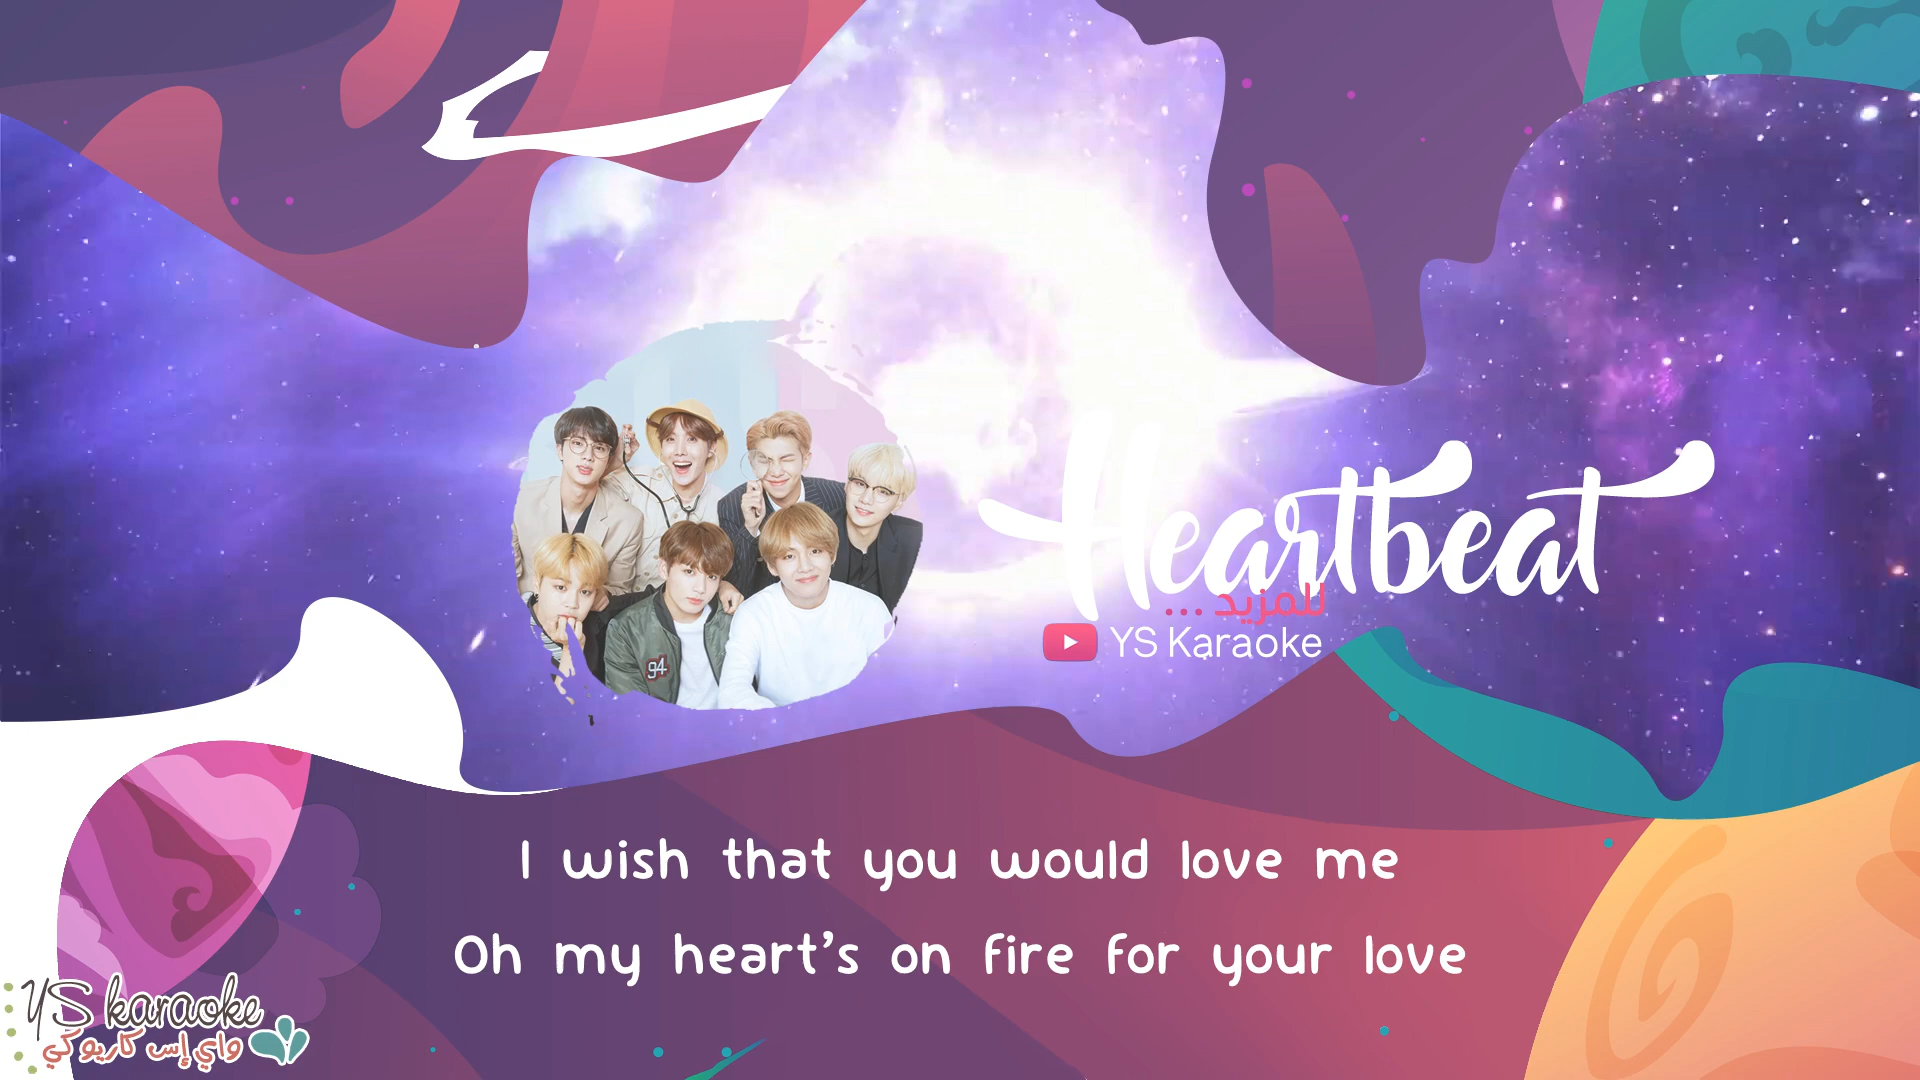 Heartbeat
للمزيد ...
YS Karaoke
94
I wish that you would love me
Oh my heart's on fire for your love
YS karaoke
واي إس كاريوكي